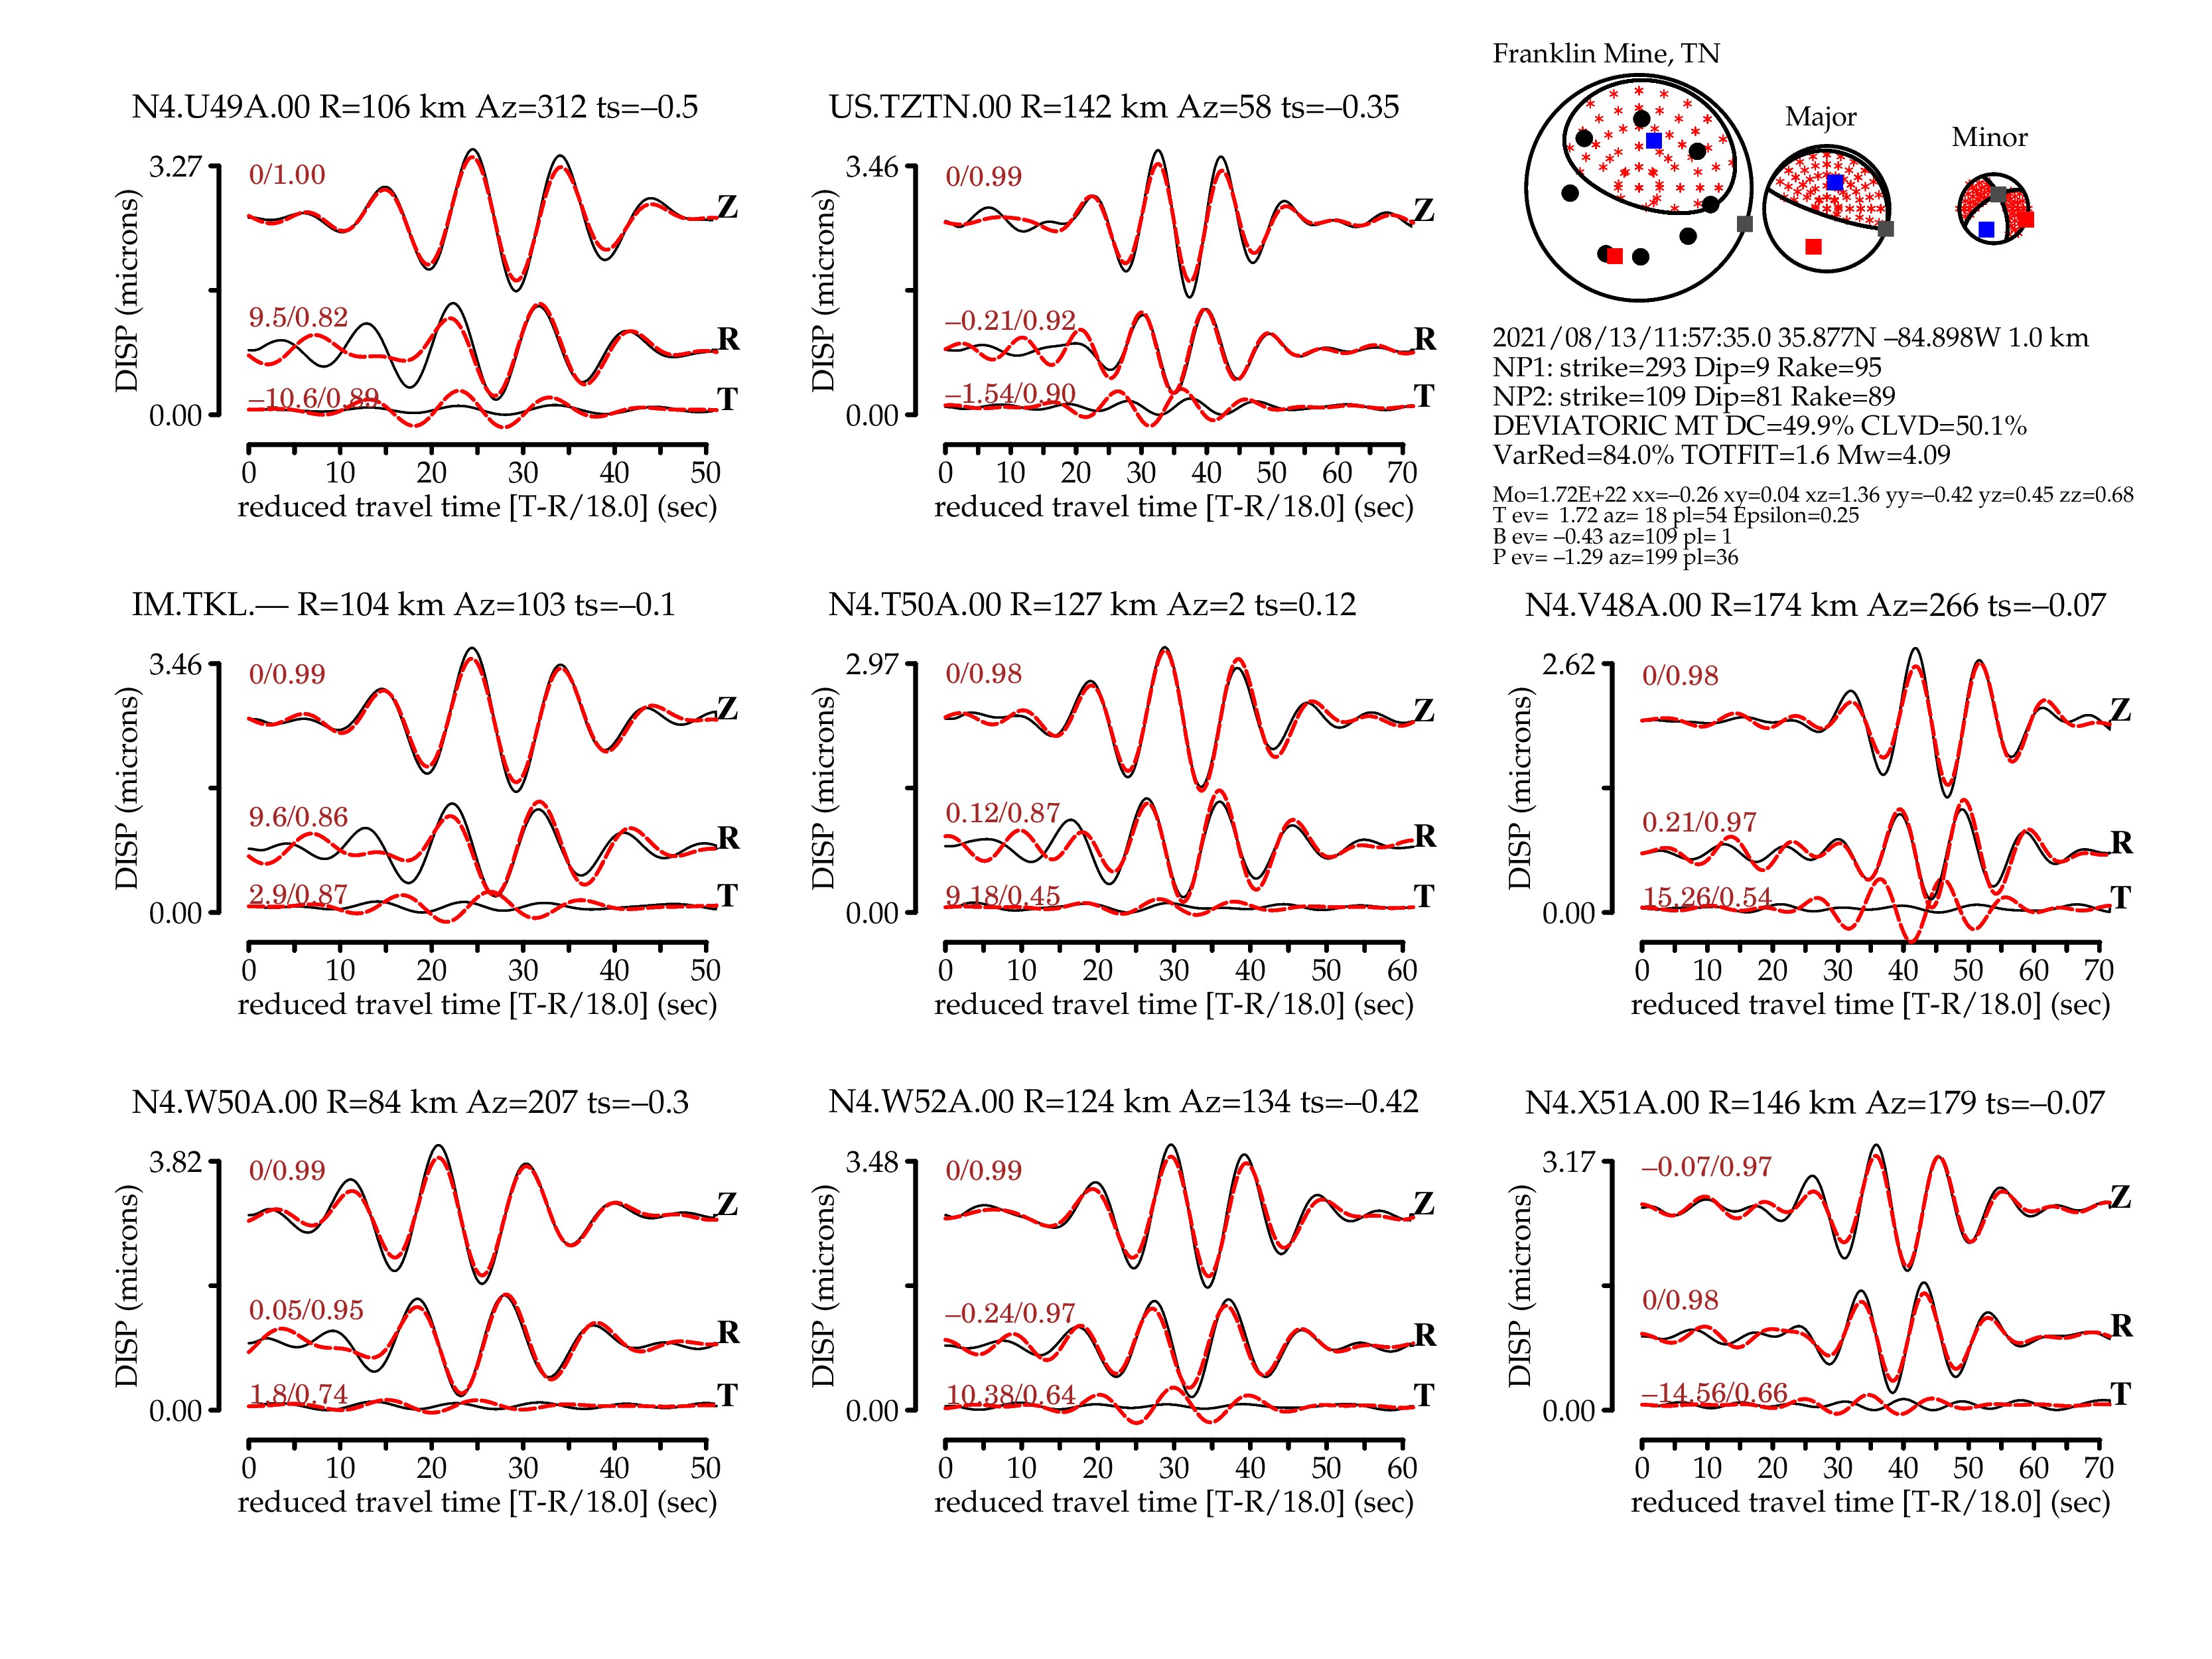 Franklin Mine, TN
Major
Minor
2021/08/13/11:57:35.0 35.877N –84.898W 1.0 km
NP1: strike=293 Dip=9 Rake=95
NP2: strike=109 Dip=81 Rake=89
DEVIATORIC MT DC=49.9% CLVD=50.1%
VarRed=84.0% TOTFIT=1.6 Mw=4.09
Mo=1.72E+22 xx=–0.26 xy=0.04 xz=1.36 yy=–0.42 yz=0.45 zz=0.68
T ev= 1.72 az= 18 pl=54 Epsilon=0.25
B ev= –0.43 az=109 pl= 1
P ev= –1.29 az=199 pl=36
N4.U49A.00 R=106 km Az=312 ts=–0.5
DISP (microns)
3.27
0.00
0/1.00
Z
9.5/0.82
R
–10.6/0.89
T
0 10 20 30 40 50
reduced travel time [T-R/18.0] (sec)
US.TZTN.00 R=142 km Az=58 ts=–0.35
DISP (microns)
3.46
0.00
0/0.99
Z
–0.21/0.92
R
–1.54/0.90
T
0 10 20 30 40 50 60 70
reduced travel time [T-R/18.0] (sec)
IM.TKL.–– R=104 km Az=103 ts=–0.1
DISP (microns)
3.46
0.00
0/0.99
Z
9.6/0.86
R
2.9/0.87
T
0 10 20 30 40 50
reduced travel time [T-R/18.0] (sec)
N4.T50A.00 R=127 km Az=2 ts=0.12
DISP (microns)
2.97
0.00
0/0.98
Z
0.12/0.87
R
9.18/0.45
T
0 10 20 30 40 50 60
reduced travel time [T-R/18.0] (sec)
N4.V48A.00 R=174 km Az=266 ts=–0.07
DISP (microns)
2.62
0.00
0/0.98
Z
0.21/0.97
R
15.26/0.54
T
0 10 20 30 40 50 60 70
reduced travel time [T-R/18.0] (sec)
N4.W50A.00 R=84 km Az=207 ts=–0.3
DISP (microns)
3.82
0.00
0/0.99
Z
0.05/0.95
R
1.8/0.74
T
0 10 20 30 40 50
reduced travel time [T-R/18.0] (sec)
N4.W52A.00 R=124 km Az=134 ts=–0.42
DISP (microns)
3.48
0.00
0/0.99
Z
–0.24/0.97
R
10.38/0.64
T
0 10 20 30 40 50 60
reduced travel time [T-R/18.0] (sec)
N4.X51A.00 R=146 km Az=179 ts=–0.07
DISP (microns)
3.17
0.00
–0.07/0.97
Z
0/0.98
R
–14.56/0.66
T
0 10 20 30 40 50 60 70
reduced travel time [T-R/18.0] (sec)